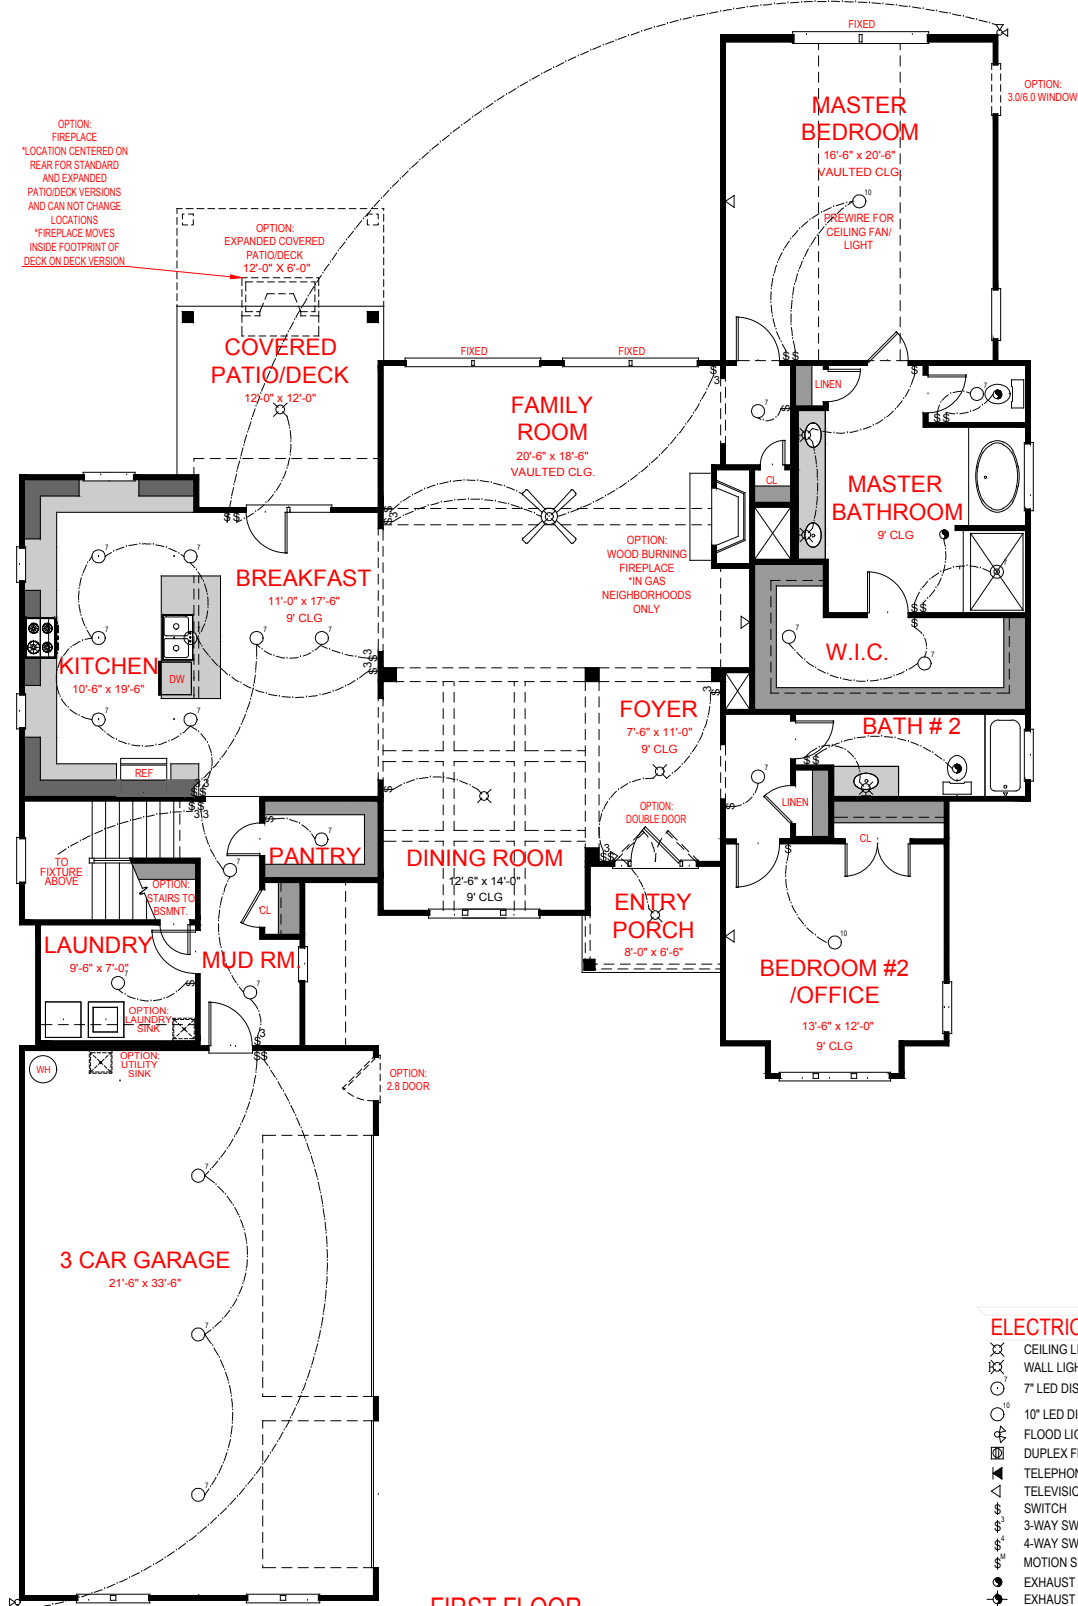 FIXED
OPTION:
3.0/6.0 WINDOW
MASTER
BEDROOM
16'-6" x 20'-6"
VAULTED CLG.
10
PREWIRE FOR
CEILING FAN/
LIGHT
OPTION:
FIREPLACE
*LOCATION CENTERED ON
REAR FOR STANDARD
AND EXPANDED
PATIO/DECK VERSIONS
AND CAN NOT CHANGE
LOCATIONS
*FIREPLACE MOVES
INSIDE FOOTPRINT OF
DECK ON DECK VERSION
OPTION:
EXPANDED COVERED
PATIO/DECK
12'-0" X 6'-0"
COVERED
PATIO/DECK
12'-0" x 12'-0"
FIXED
FIXED
FAMILY
ROOM
20'-6" x 18'-6"
VAULTED CLG.
LINEN
CL
MASTER
BATHROOM
9' CLG
OPTION:
WOOD BURNING
FIREPLACE
*IN GAS
NEIGHBORHOODS
ONLY
BREAKFAST
11'-0" x 17'-6"
9' CLG
KITCHEN
10'-6" x 19'-6"
DW
REF
W.I.C.
FOYER
7'-6" x 11'-0"
9' CLG
BATH # 2
LINEN
CL
OPTION:
DOUBLE DOOR
DINING ROOM
12'-6" x 14'-0"
9' CLG
PANTRY
TO
FIXTURE
ABOVE
OPTION:
STAIRS TO
BSMNT.
CL
ENTRY
PORCH
8'-0" x 6'-6"
LAUNDRY
9'-6" x 7'-0"
OPTION:
LAUNDRY
SINK
MUD RM.
BEDROOM #2
/OFFICE
13'-6" x 12'-0"
9' CLG
10
WH
OPTION:
UTILITY
SINK
OPTION:
2.8 DOOR
3 CAR GARAGE
21'-6" x 33'-6"
FIRST FLOOR
ELECTRIC
CEILING LI
WALL LIGH
7" LED DIS
10" LED DI
FLOOD LIG
DUPLEX F
TELEPHON
TELEVISIO
SWITCH
3-WAY SW
4-WAY SW
MOTION S
EXHAUST
EXHAUST